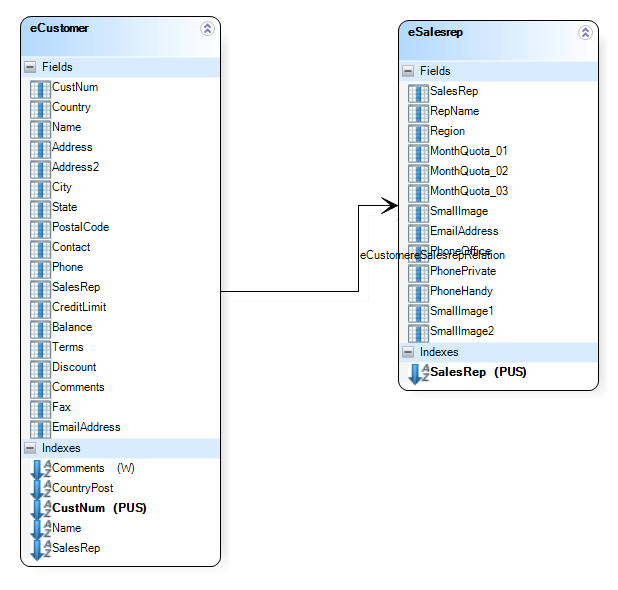 eCustomer
Fields
CustNum
Country
Name
Address
Address2
City
State
PostalCode
Contact
Phone
SalesRep
CreditLimit
Balance
Terms
Discount
Comments
Fax
EmailAddress
Indexes
Comments (W)
CountryPost
CustNum (PUS)
Name
SalesRep
eCustomereSalesrepRelation
eSalesrep
Fields
SalesRep
RepName
Region
MonthQuota_01
MonthQuota_02
MonthQuota_03
SmallImage
EmailAddress
PhoneOffice
PhonePrivate
PhoneHandy
SmallImage1
SmallImage2
Indexes
SalesRep (PUS)